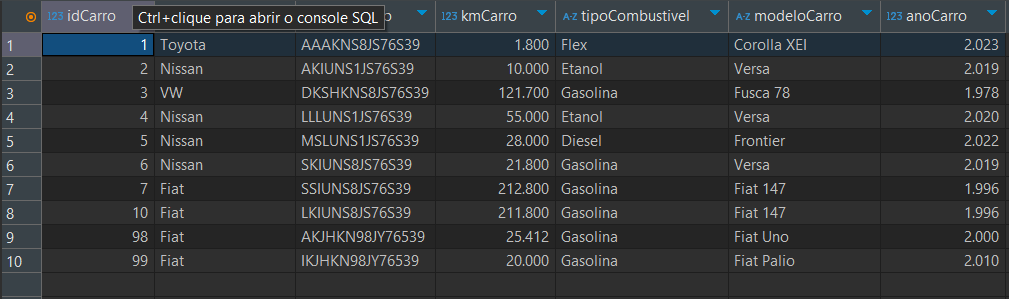 123 idCarro Ctrl+clique para abrir o console SQL 123 kmCarro A-Z tipoCombustivel A-Z modeloCarro 123 anoCarro
1 1 Toyota AAAKNS8JS76S39 1.800 Flex Corolla XEI 2.023
2 2 Nissan AKIUNS1JS76S39 10.000 Etanol Versa 2.019
3 3 VW DKSHKNS8JS76S39 121.700 Gasolina Fusca 78 1.978
4 4 Nissan LLLUNS1JS76S39 55.000 Etanol Versa 2.020
5 5 Nissan MSLUNS1JS76S39 28.000 Diesel Frontier 2.022
6 6 Nissan SKIUNS8JS76S39 21.800 Gasolina Versa 2.019
7 7 Fiat SSIUNS8JS76S39 212.800 Gasolina Fiat 147 1.996
8 10 Fiat LKIUNS8JS76S39 211.800 Gasolina Fiat 147 1.996
9 98 Fiat AKJHKN98JY76539 25.412 Gasolina Fiat Uno 2.000
10 99 Fiat IKJHKN98JY76539 20.000 Gasolina Fiat Palio 2.010